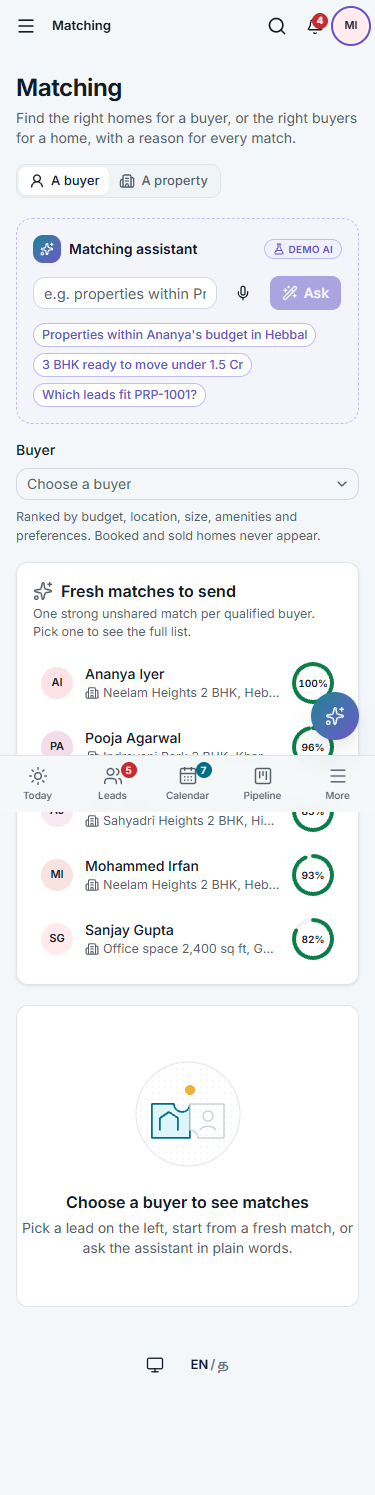 Matching
4
MI
Matching
Find the right homes for a buyer, or the right buyers
for a home, with a reason for every match.
A buyer
A property
Matching assistant
DEMO AI
e.g. properties within Pr
Ask
Properties within Ananya's budget in Hebbal
3 BHK ready to move under 1.5 Cr
Which leads fit PRP-1001?
Buyer
Choose a buyer
Ranked by budget, location, size, amenities and
preferences. Booked and sold homes never appear.
Fresh matches to send
One strong unshared match per qualified buyer.
Pick one to see the full list.
AI
Ananya Iyer
Neelam Heights 2 BHK, Heb...
100%
PA
Pooja Agarwal
96%
5
7
Today
Leads
Calendar
Pipeline
More
Sahyadri Heights 2 BHK, Hi...
MI
Mohammed Irfan
Neelam Heights 2 BHK, Heb...
93%
SG
Sanjay Gupta
Office space 2,400 sq ft, G...
82%
Choose a buyer to see matches
Pick a lead on the left, start from a fresh match, or
ask the assistant in plain words.
EN / த